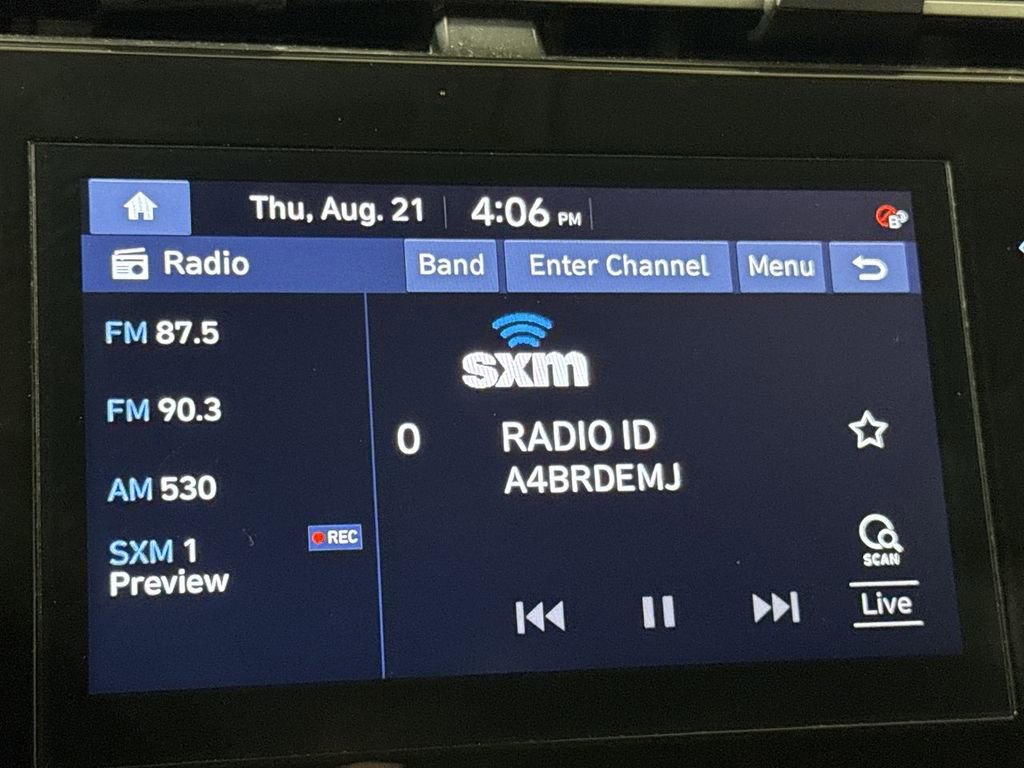 Thu, Aug. 21 4:06 PM
B
Radio Band Enter Channel Menu
FM 87.5
FM 90.3
AM 530
SXM 1
Preview
REC
sxm
0 RADIO ID
A4BRDEMJ
SCAN
Live